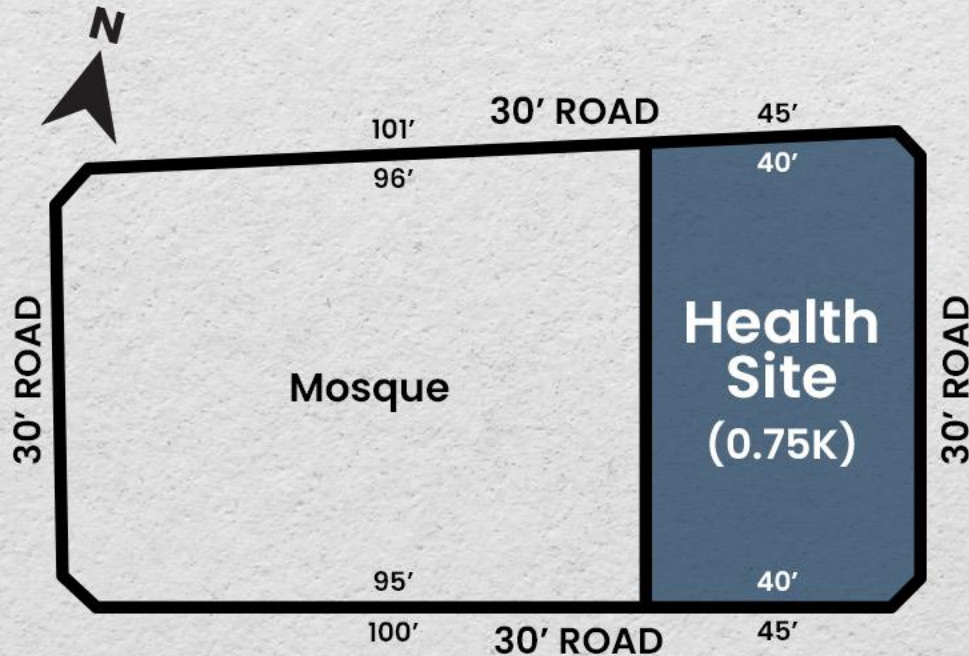 N
30’ ROAD
101’
45’
96’
40’
30’ ROAD
Mosque
Health
Site
(0.75K)
30’ ROAD
95’
40’
100’
30’ ROAD
45’